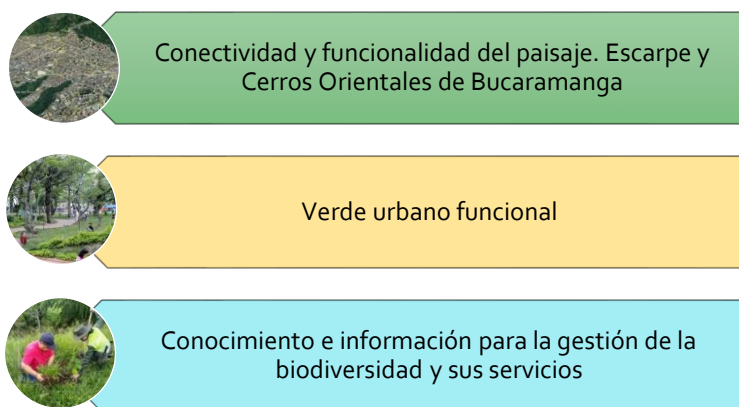 Conectividad y funcionalidad del paisaje. Escarpe y
Cerros Orientales de Bucaramanga
Verde urbano funcional
Conocimiento e información para la gestión de la
biodiversidad y sus servicios